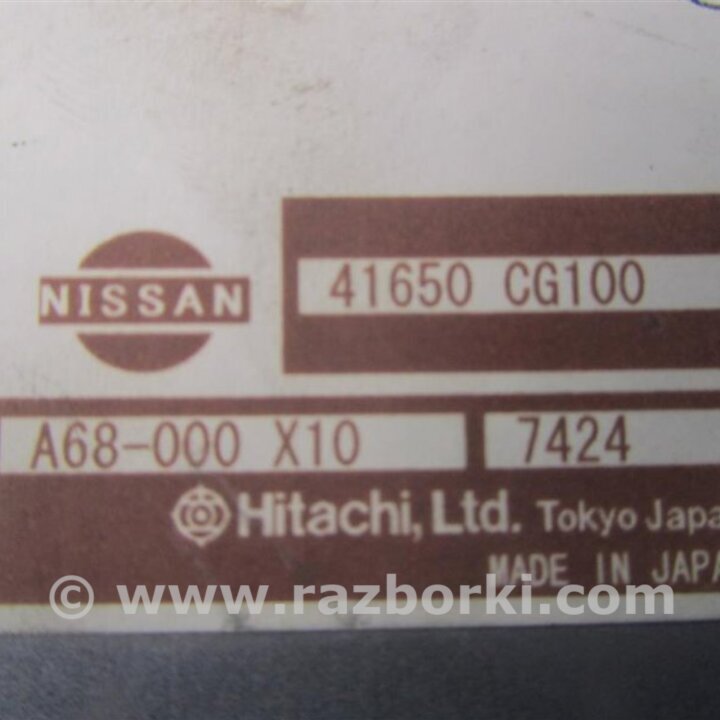 NISSAN
41650 CG100
A68-000 X10
7424
Hitachi, Ltd. Tokyo Japa
MADE IN JAPA
© www.razborki.com